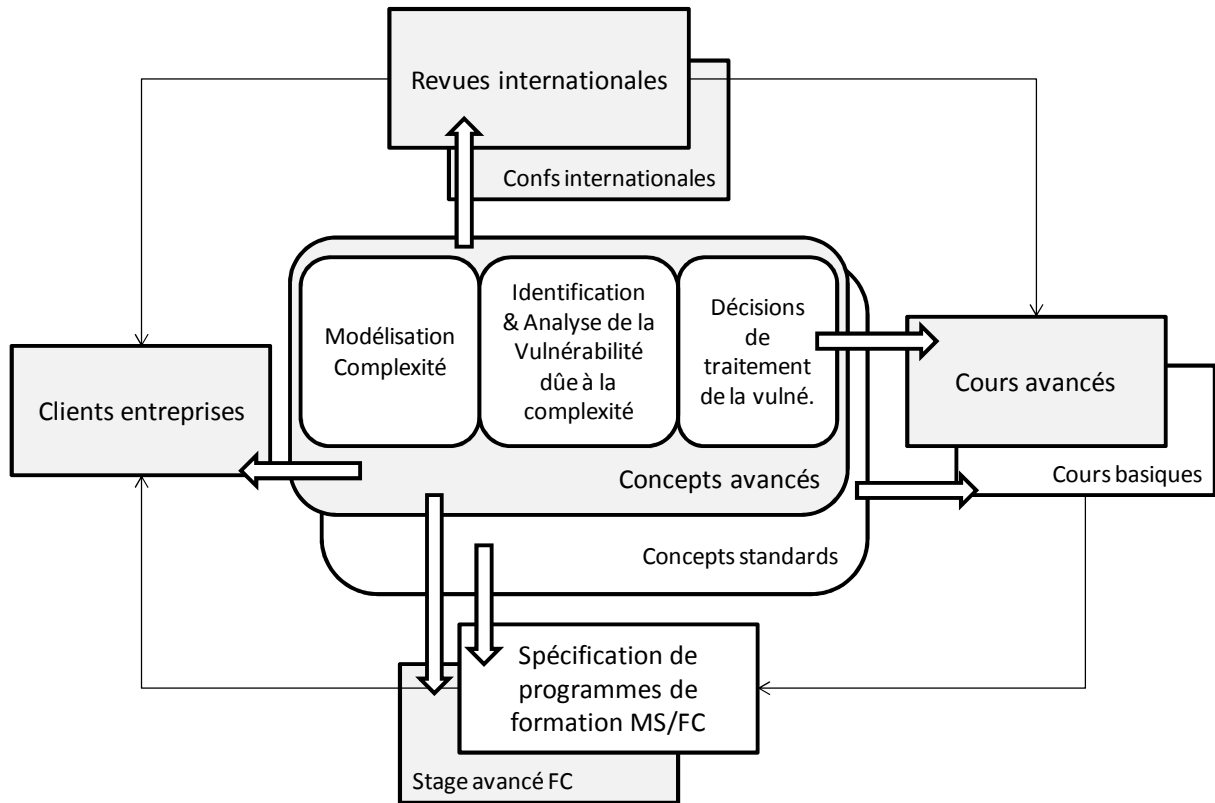 Revues internationales
Confs internationales
Modélisation
Complexité
Identification
& Analyse de la
Vulnérabilité
dûe à la
complexité
Décisions
de
traitement
de la vulné.
Concepts avancés
Concepts standards
Clients entreprises
Cours avancés
Cours basiques
Spécification de
programmes de
formation MS/FC
Stage avancé FC